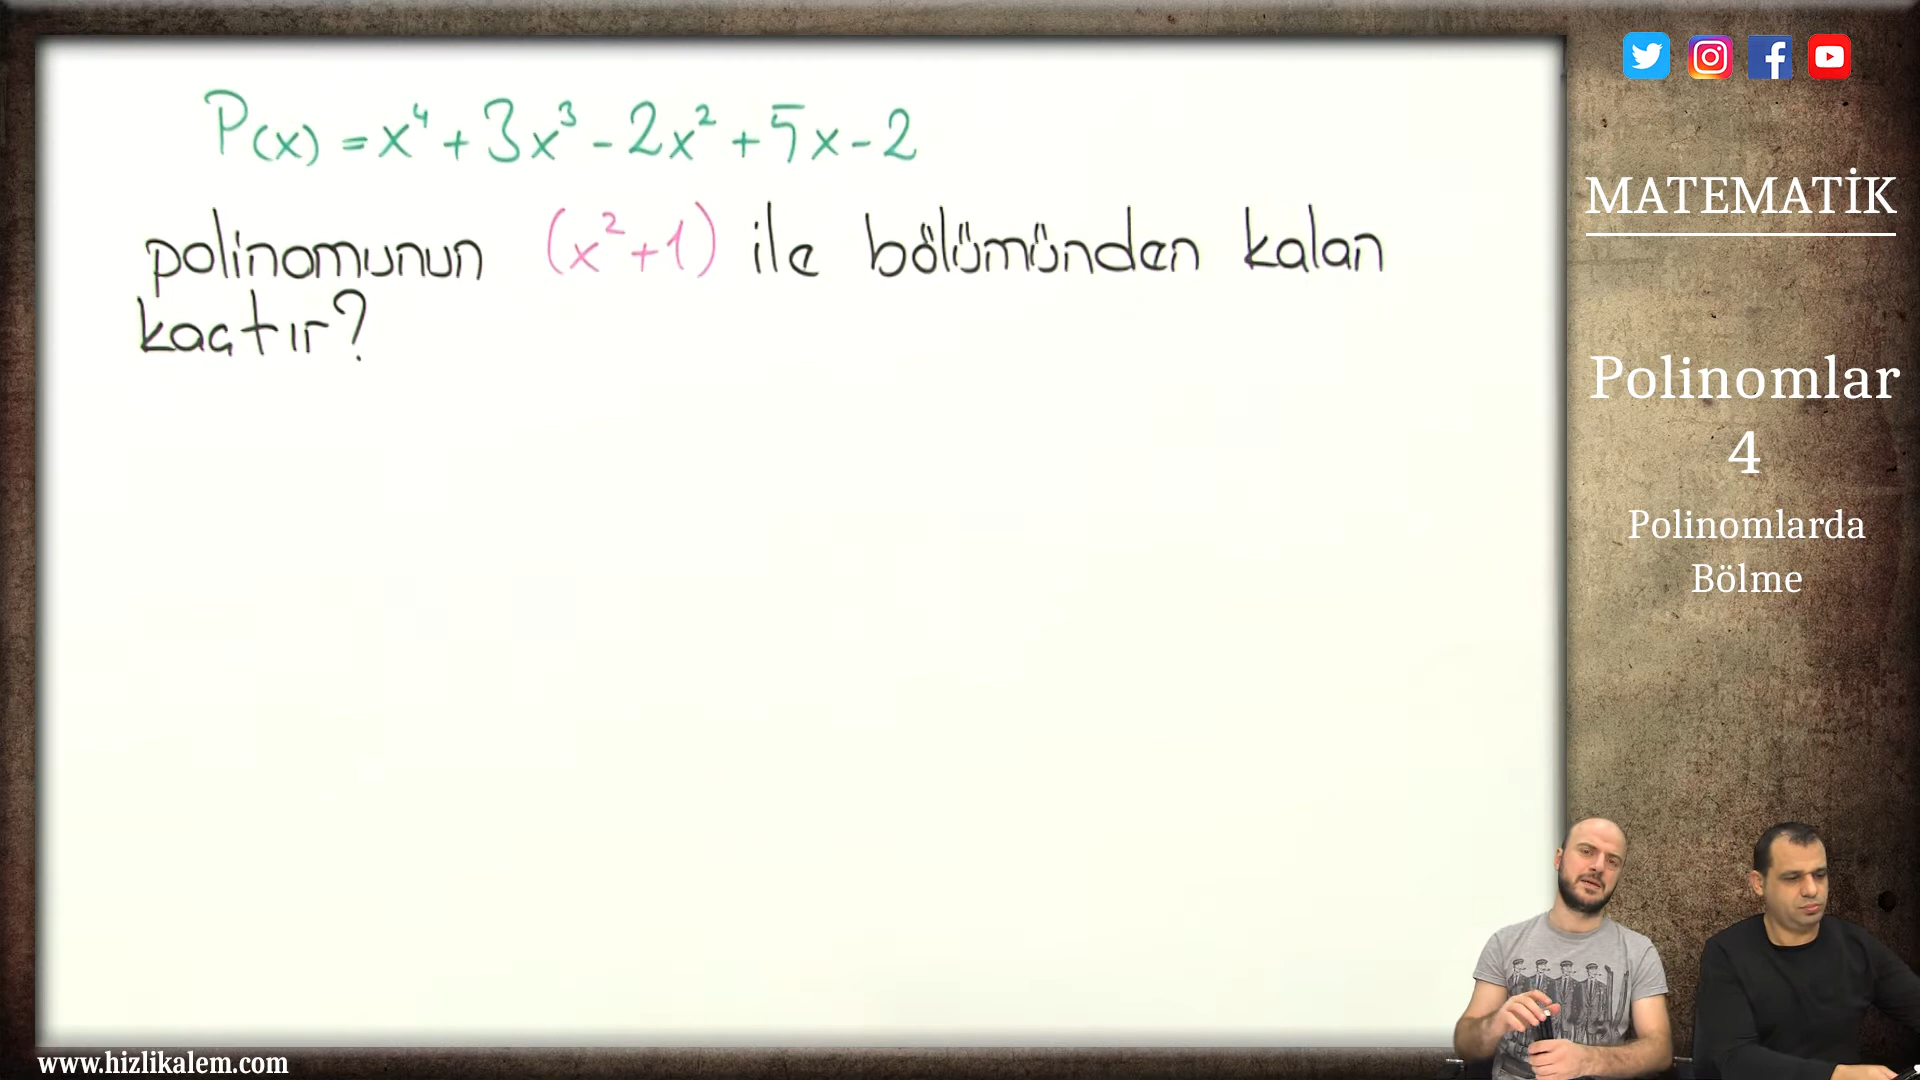 P(x) = x⁴ + 3x³ - 2x² + 5x - 2
polinomunun (x² + 1) ile bölümünden kalan
kaçtır?
MATEMATİK
Polinomlar
4
Polinomlarda
Bölme
www.hizlikalem.com